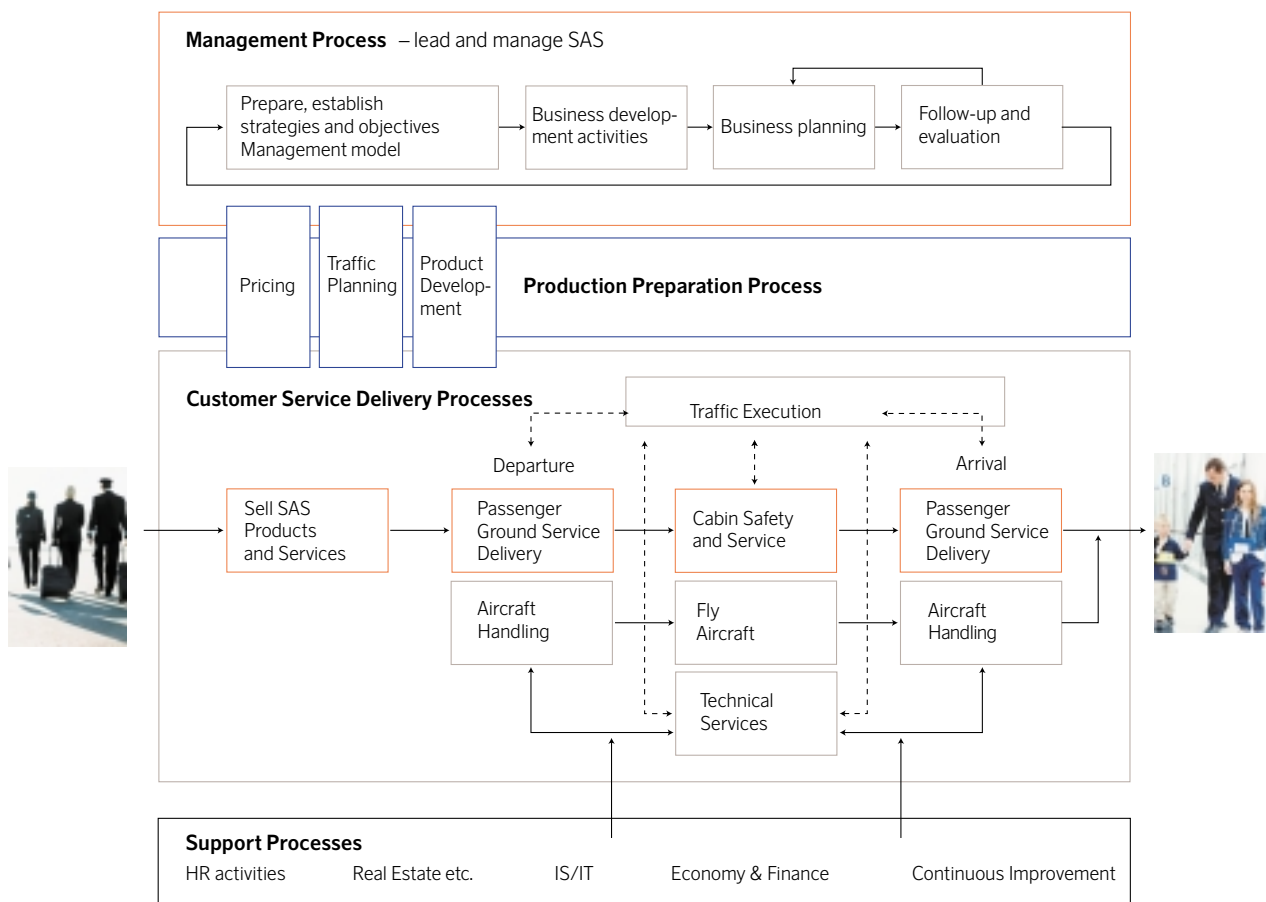 Management Process – lead and manage SAS
Prepare, establish
strategies and objectives
Management model
Business develop-
ment activities
Business planning
Follow-up and
evaluation
Pricing
Traffic
Planning
Product
Develop-
ment
Production Preparation Process
Customer Service Delivery Processes
Traffic Execution
Departure
Arrival
Sell SAS
Products
and Services
Passenger
Ground Service
Delivery
Cabin Safety
and Service
Passenger
Ground Service
Delivery
Aircraft
Handling
Fly
Aircraft
Aircraft
Handling
Technical
Services
B
Support Processes
HR activities
Real Estate etc.
IS/IT
Economy & Finance
Continuous Improvement